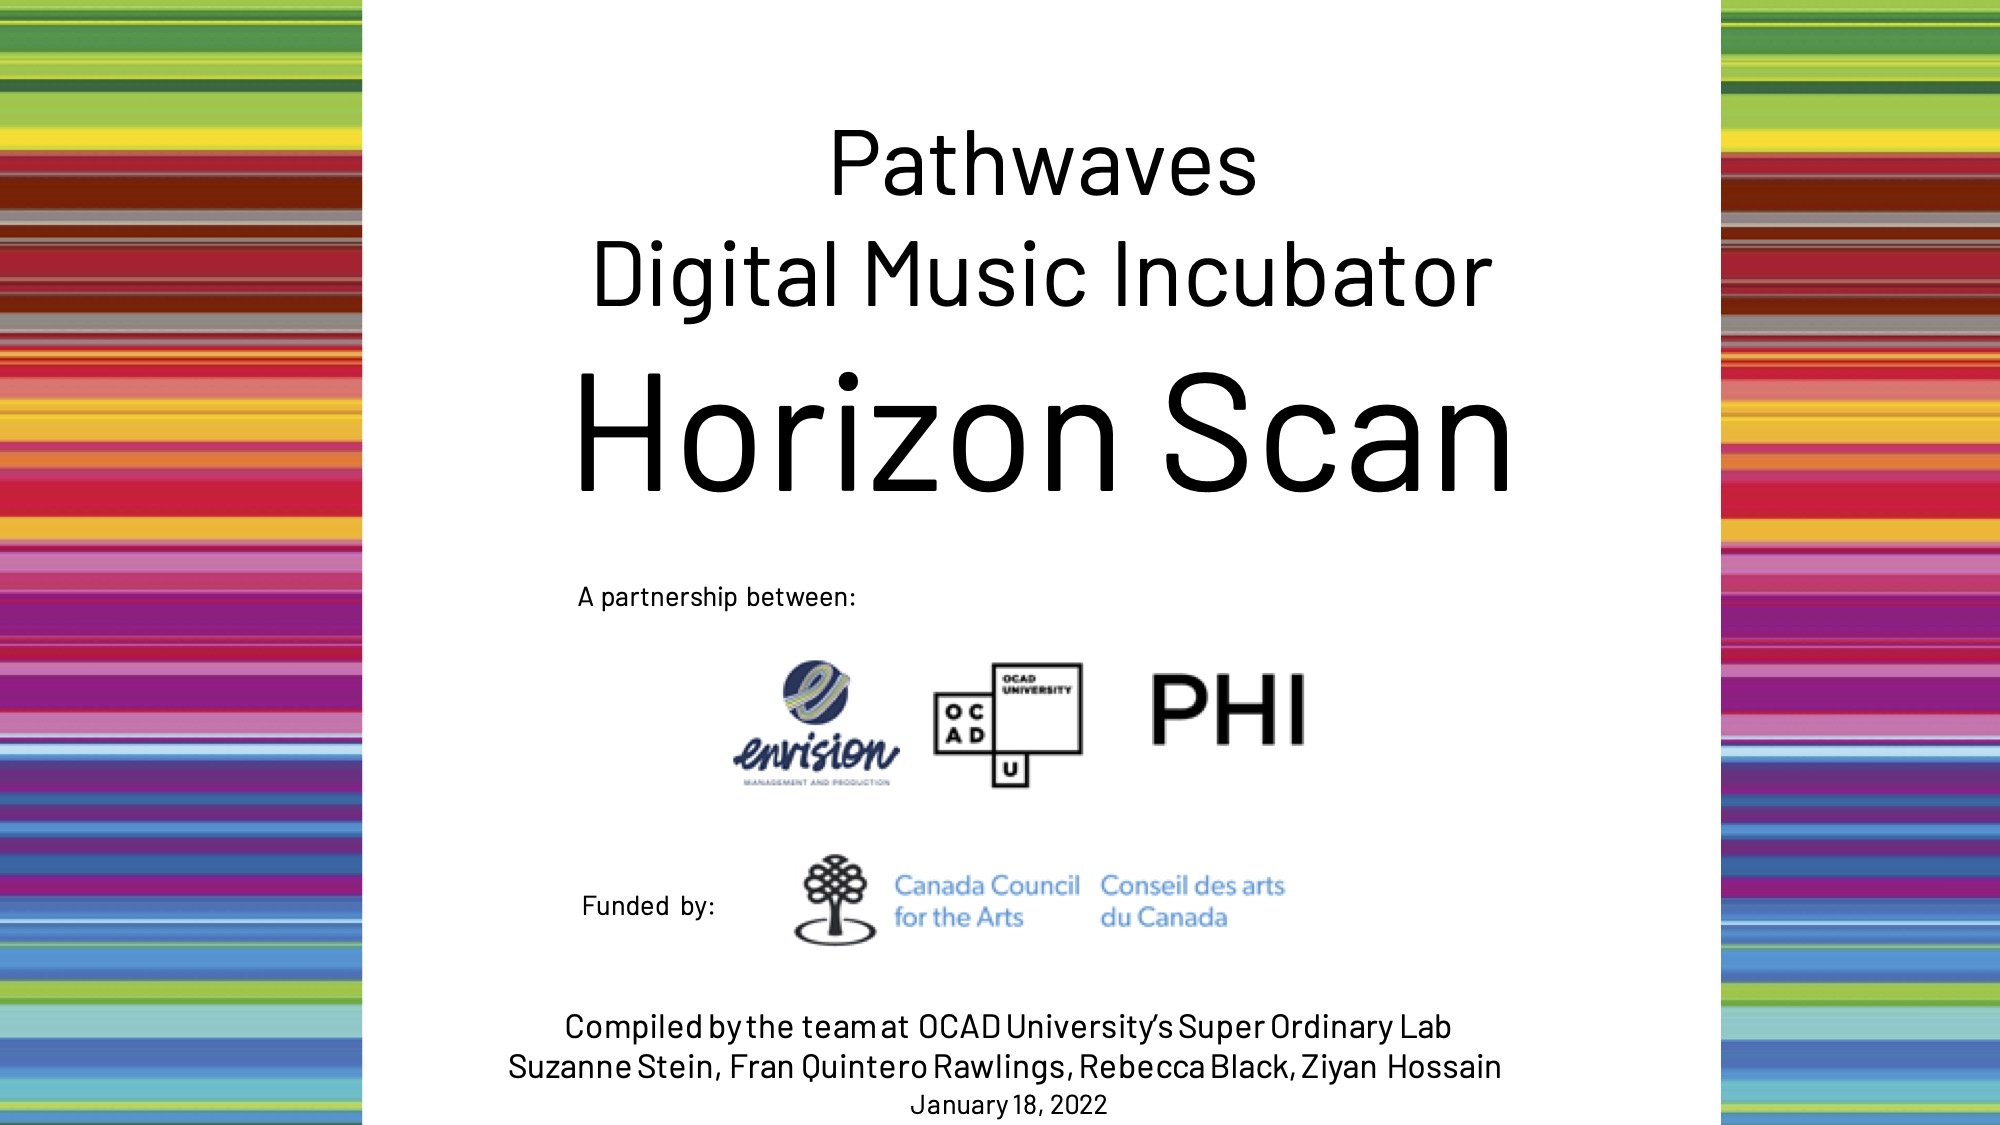 Pathwaves
Digital Music Incubator
Horizon Scan
A partnership between:
envision
MANAGEMENT AND PRODUCTION
OCAD
UNIVERSITY
OC
AD
U
PHI
Funded by:
Canada Council Conseil des arts
for the Arts du Canada
Compiled by the team at OCAD University’s Super Ordinary Lab
Suzanne Stein, Fran Quintero Rawlings, Rebecca Black, Ziyan Hossain
January 18, 2022